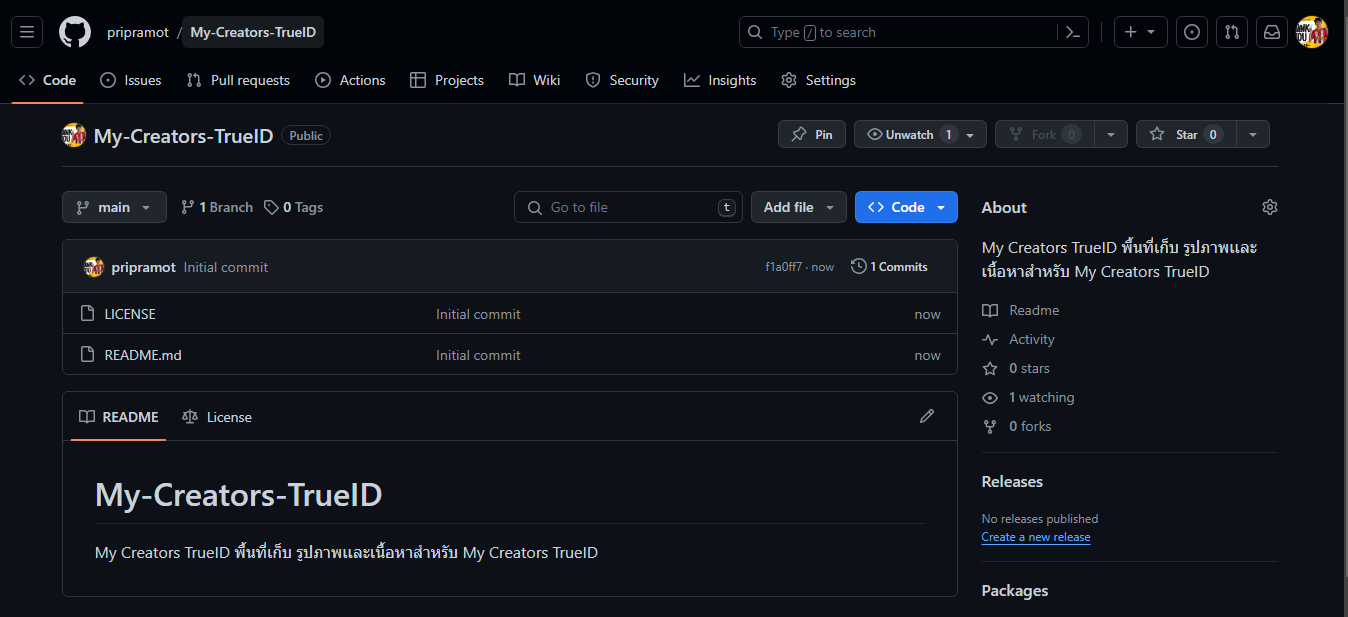 pripramot / My-Creators-TrueID
Type / to search
Code Issues Pull requests Actions Projects Wiki Security Insights Settings
My-Creators-TrueID Public
Pin Unwatch 1 Fork 0 Star 0
main 1 Branch 0 Tags Go to file t Add file Code
pripramot Initial commit f1a0ff7 · now 1 Commits
LICENSE Initial commit now
README.md Initial commit now
README License
My-Creators-TrueID
My Creators TrueID พื้นที่เก็บ รูปภาพและเนื้อหาสำหรับ My Creators TrueID
About
My Creators TrueID พื้นที่เก็บ รูปภาพและ
เนื้อหาสำหรับ My Creators TrueID
Readme
Activity
0 stars
1 watching
0 forks
Releases
No releases published
Create a new release
Packages